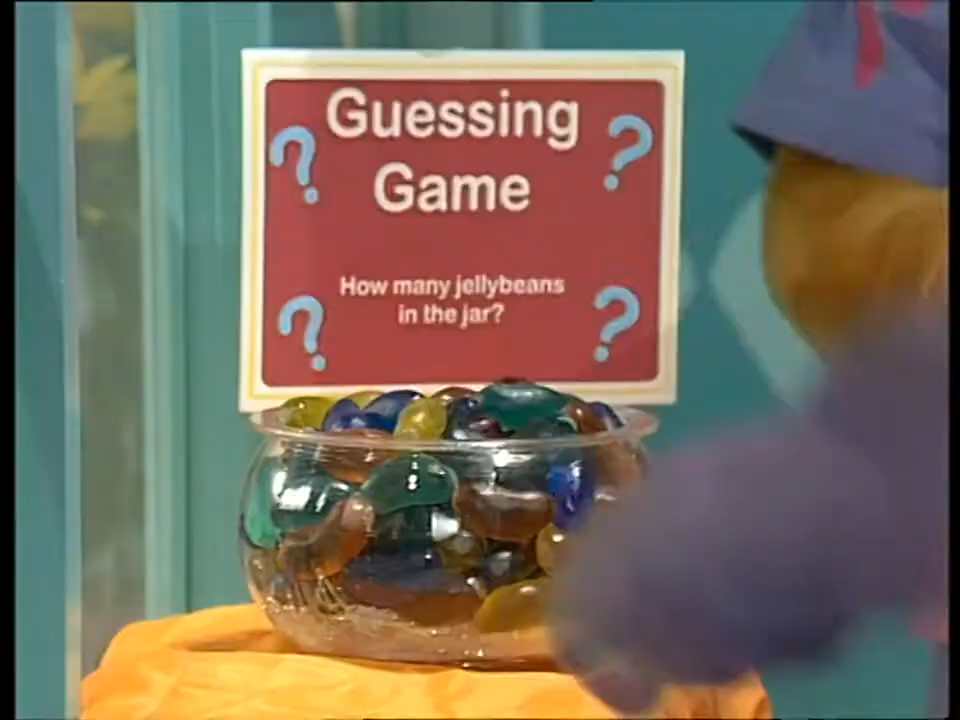 Guessing
Game
How many jellybeans
in the jar?
? ? ? ?